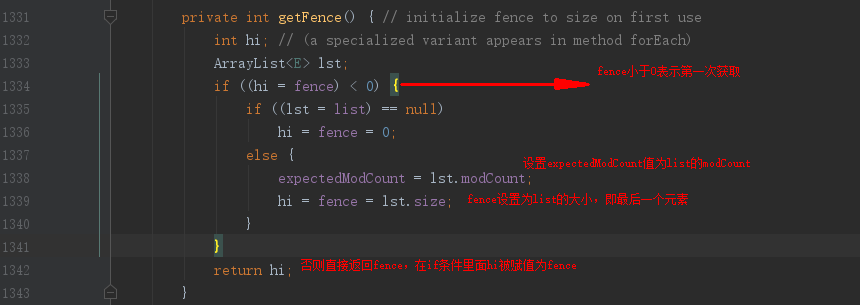 1331 private int getFence() { // initialize fence to size on first use
1332 int hi; // (a specialized variant appears in method forEach)
1333 ArrayList<E> lst;
fence小于0表示第一次获取
1334 if ((hi = fence) < 0) {
1335 if ((lst = list) == null)
1336 hi = fence = 0;
1337 else {
设置expectedModCount值为list的modCount
1338 expectedModCount = lst.modCount;
1339 hi = fence = lst.size; fence设置为list的大小，即最后一个元素
1340 }
1341 }
1342 return hi; 否则直接返回fence，在if条件里面hi被赋值为fence
1343 }